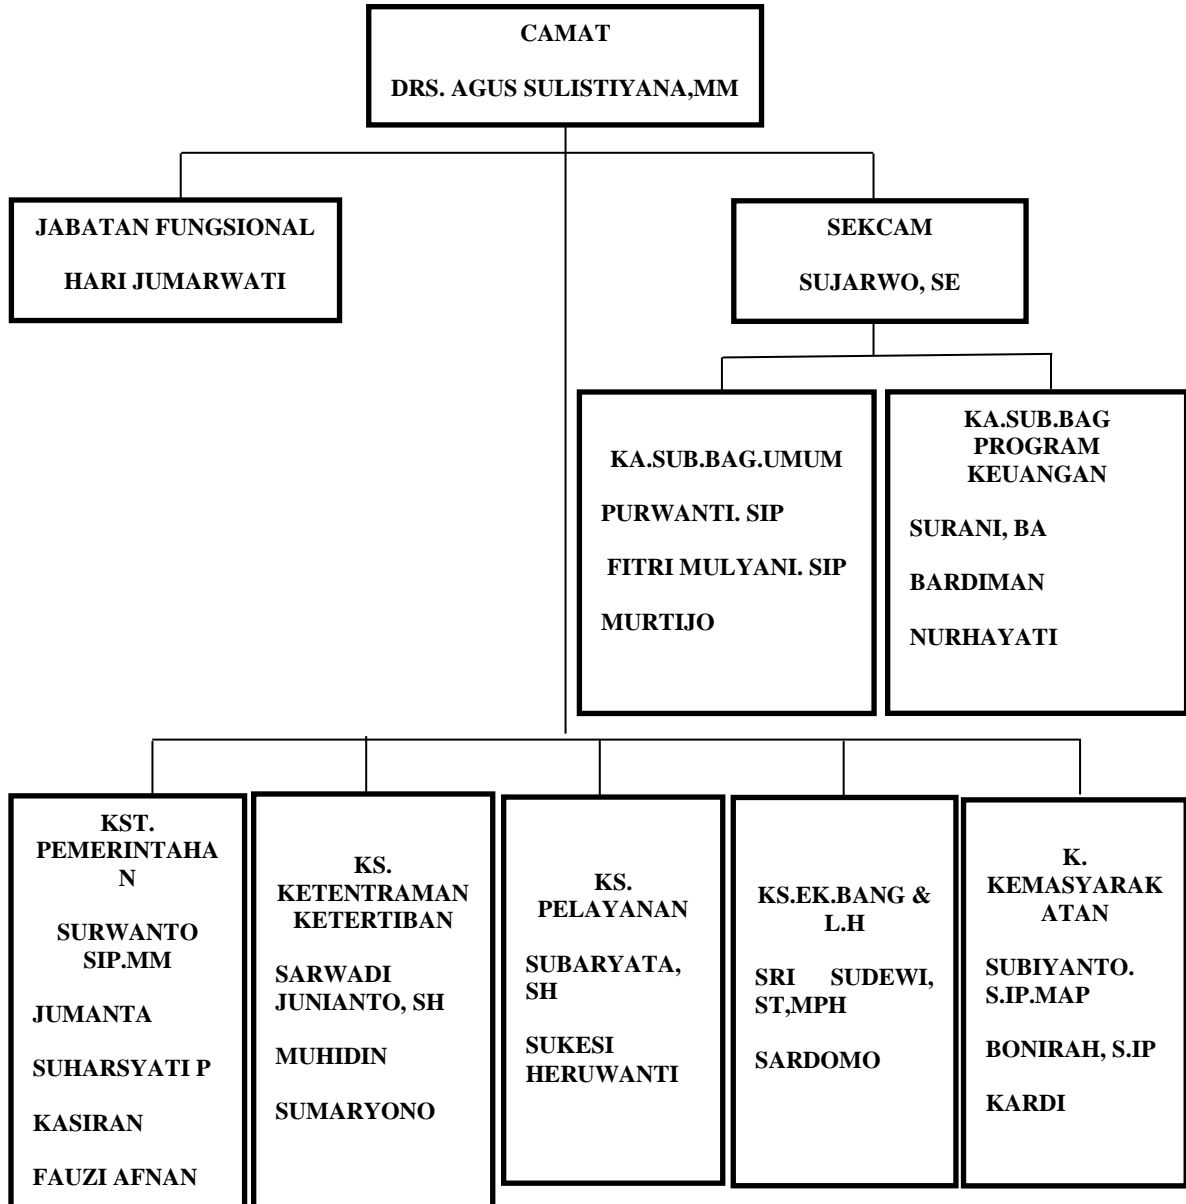 CAMAT
DRS. AGUS SULISTIYANA,MM
JABATAN FUNGSIONAL
HARI JUMARWATI
SEKCAM
SUJARWO, SE
KA.SUB.BAG.UMUM
PURWANTI. SIP
FITRI MULYANI. SIP
MURTIJO
KA.SUB.BAG
PROGRAM
KEUANGAN
SURANI, BA
BARDIMAN
NURHAYATI
KST.
PEMERINTAHA
N
SURWANTO
SIP.MM
JUMANTA
SUHARSYATI P
KASIRAN
FAUZI AFNAN
KS.
KETENTRAMAN
KETERTIBAN
SARWADI
JUNIANTO, SH
MUHIDIN
SUMARYONO
KS.
PELAYANAN
SUBARYATA,
SH
SUKESI
HERUWANTI
KS.EK.BANG &
L.H
SRI SUDEWI,
ST,MPH
SARDOMO
K.
KEMASYARAK
ATAN
SUBIYANTO.
S.IP.MAP
BONIRAH, S.IP
KARDI